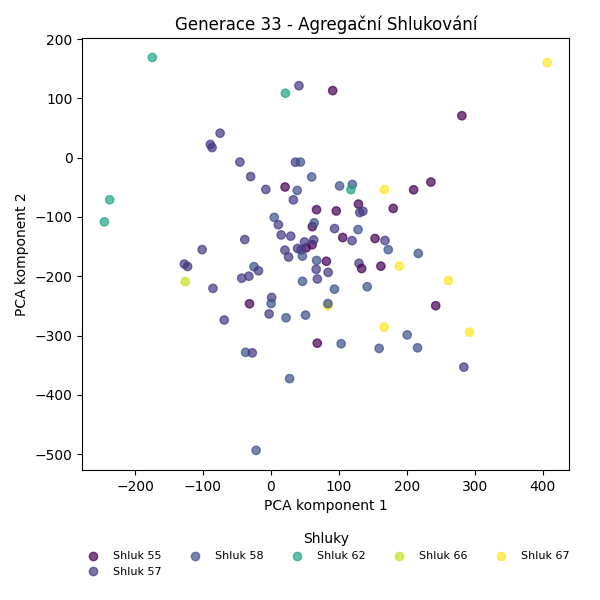 Generace 33 - Agregační Shlukování
PCA komponent 2
200
100
0
−100
−200
−300
−400
−500
−200 −100 0 100 200 300 400
PCA komponent 1
Shluky
Shluk 55 Shluk 58 Shluk 62 Shluk 66 Shluk 67
Shluk 57